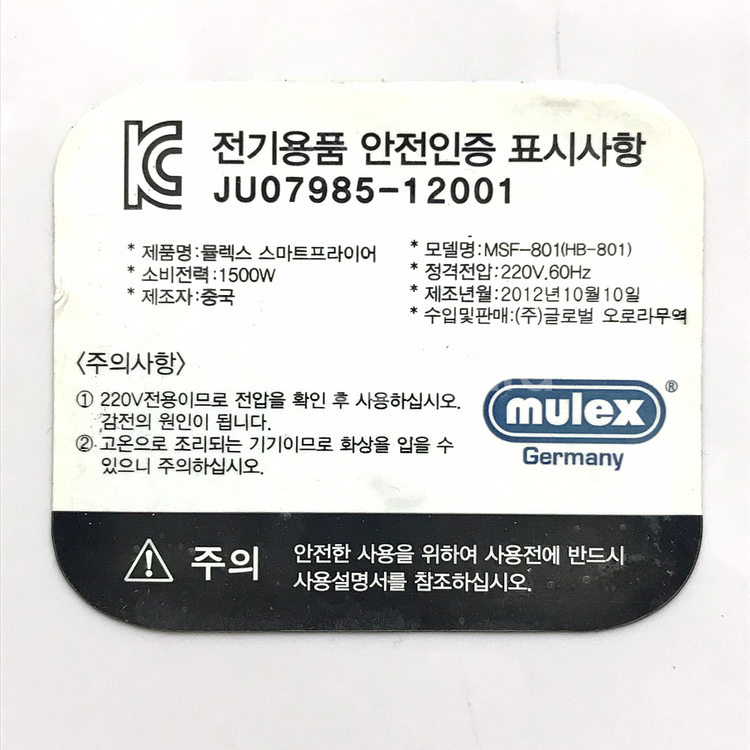 KC 전기용품 안전인증 표시사항
JU07985-12001
* 제품명:뮬렉스 스마트프라이어
* 소비전력:1500W
* 제조자:중국
* 모델명:MSF-801(HB-801)
* 정격전압:220V.60Hz
* 제조년월:2012년10월10일
* 수입및판매:(주)글로벌 오로라무역
〈주의사항〉
① 220V전용이므로 전압을 확인 후 사용하십시오.
감전의 원인이 됩니다.
② 고온으로 조리되는 기기이므로 화상을 입을 수
있으니 주의하십시오.
mulex®
Germany
주의
안전한 사용을 위하여 사용전에 반드시
사용설명서를 참조하십시오.